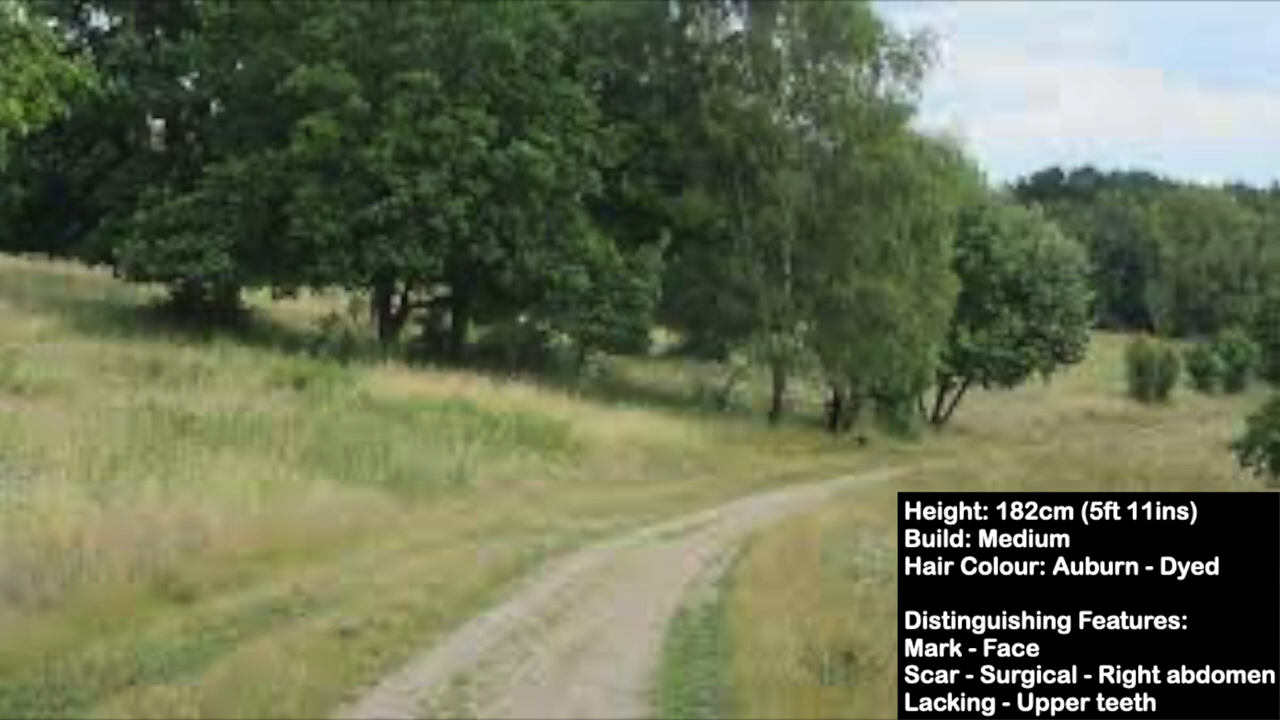 Height: 182cm (5ft 11ins)
Build: Medium
Hair Colour: Auburn - Dyed
Distinguishing Features:
Mark - Face
Scar - Surgical - Right abdomen
Lacking - Upper teeth